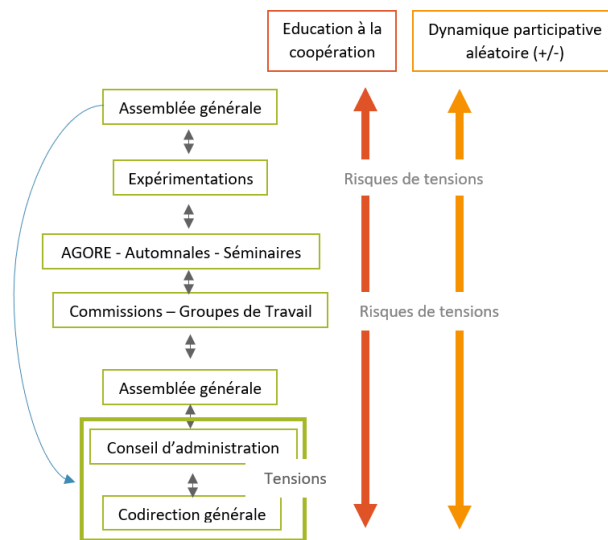 Education à la
coopération
Dynamique participative
aléatoire (+/-)
Assemblée générale
Expérimentations
Risques de tensions
AGORE - Automnales - Séminaires
Commissions – Groupes de Travail
Risques de tensions
Assemblée générale
Conseil d’administration
Tensions
Codirection générale